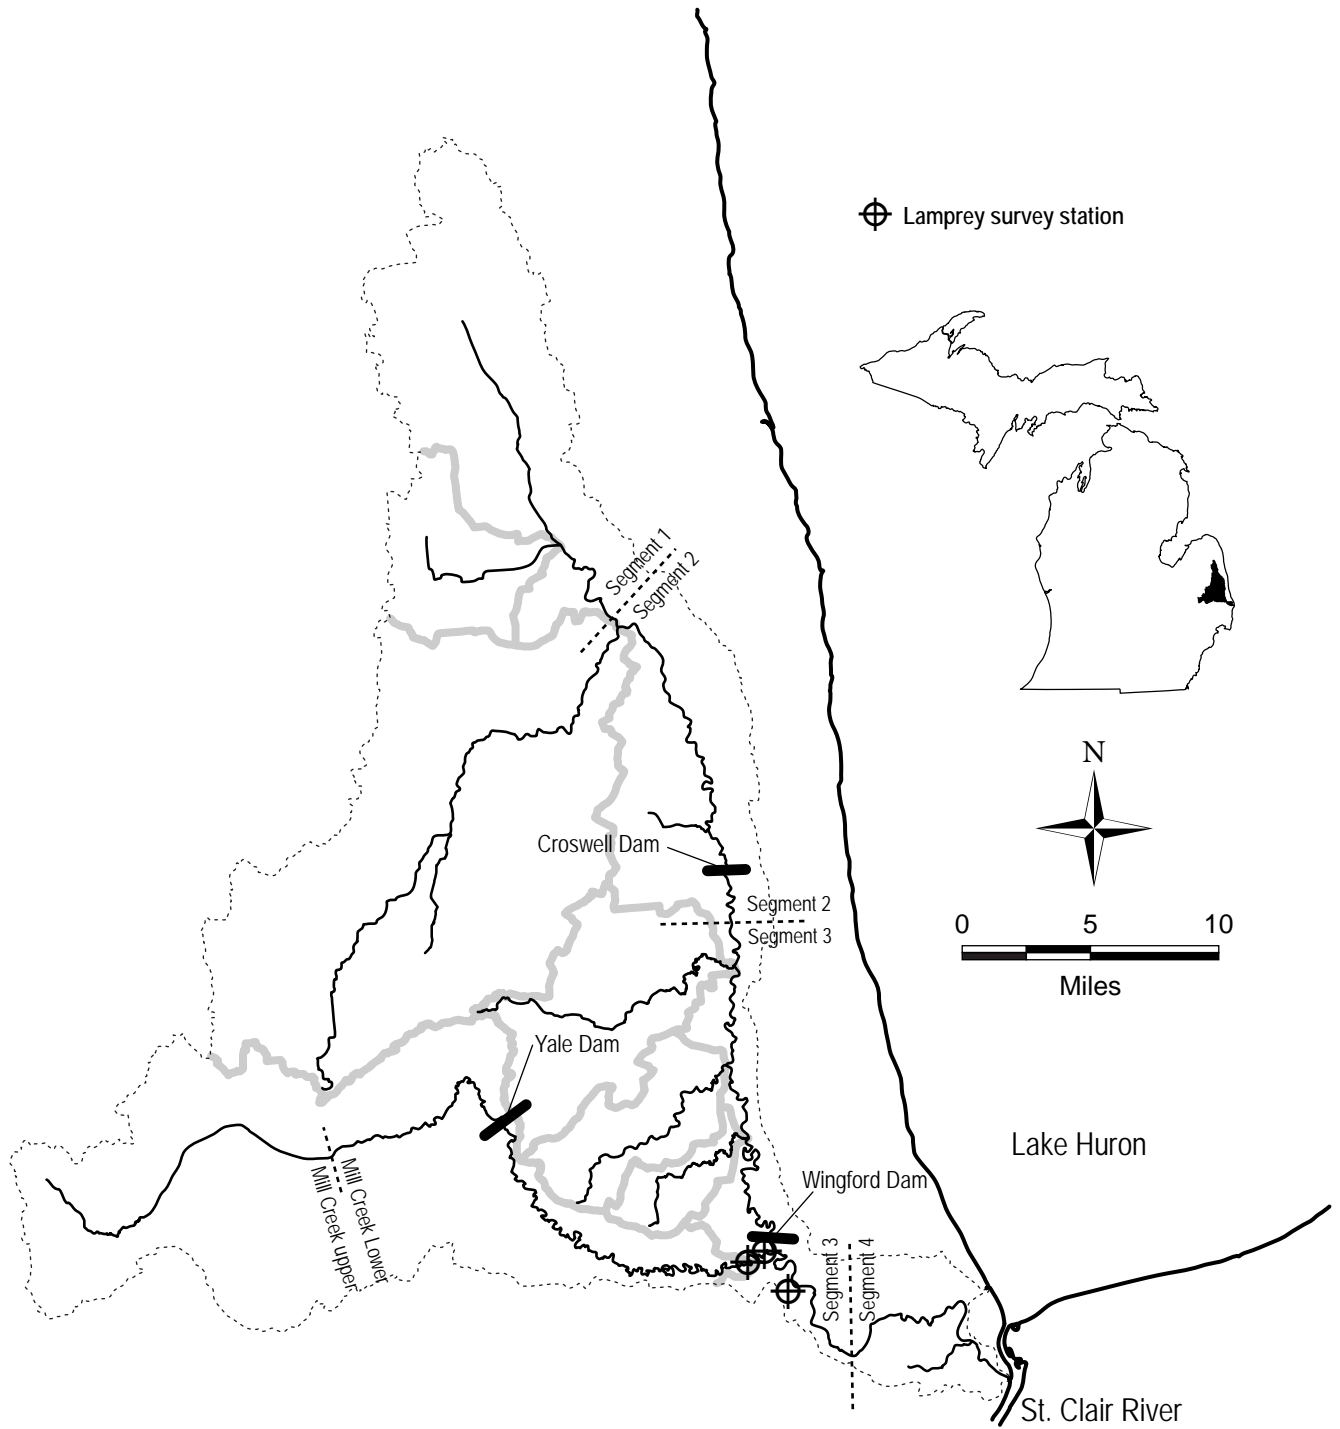 Lamprey survey station
Segment 1
Segment 2
Croswell Dam
N
Segment 2
Segment 3
0 5 10
Miles
Yale Dam
Lake Huron
Mill Creek Lower
Mill Creek upper
Wingford Dam
Segment 3
Segment 4
St. Clair River